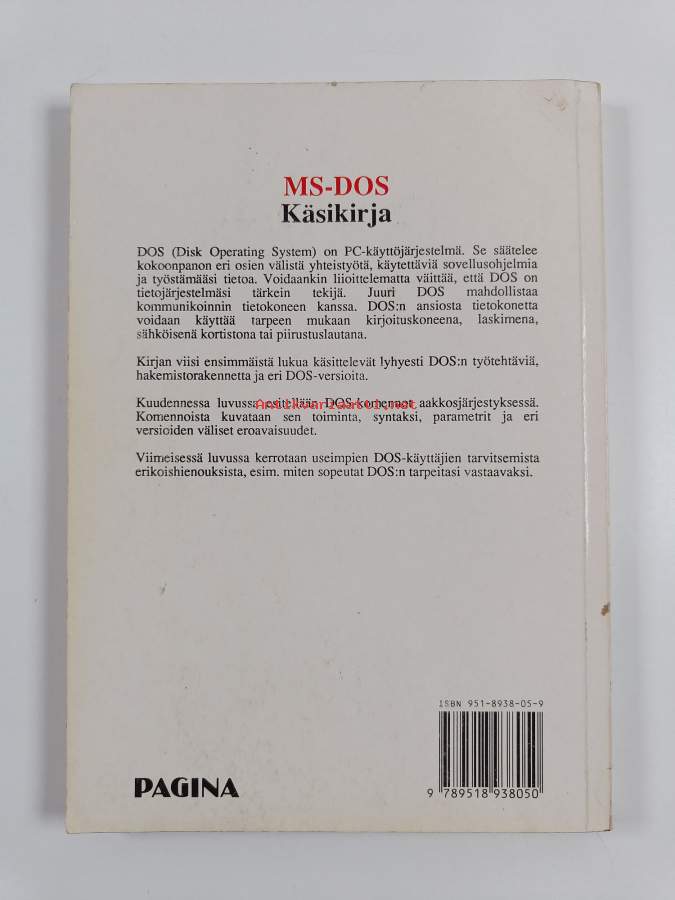 MS-DOS
Käsikirja
DOS (Disk Operating System) on PC-käyttöjärjestelmä. Se säätelee
kokoonpanon eri osien välistä yhteistyötä, käytettäviä sovellusohjelmia
ja työstämääsi tietoa. Voidaankin liioittelematta väittää, että DOS on
tietojärjestelmäsi tärkein tekijä. Juuri DOS mahdollistaa
kommunikoinnin tietokoneen kanssa. DOS:n ansiosta tietokonetta
voidaan käyttää tarpeen mukaan kirjoituskoneena, laskimena,
sähköisenä kortistona tai piirustuslautana.
Kirjan viisi ensimmäistä lukua käsittelevät lyhyesti DOS:n työtehtäviä,
hakemistorakennetta ja eri DOS-versioita.
Kuudennessa luvussa esitellään DOS-komennot aakkosjärjestyksessä.
Antikvariaatti.net
Komennoista kuvataan sen toiminta, syntaksi, parametrit ja eri
versioiden väliset eroavaisuudet.
Viimeisessä luvussa kerrotaan useimpien DOS-käyttäjien tarvitsemista
erikoishienouksista, esim. miten sopeutat DOS:n tarpeitasi vastaavaksi.
ISBN 951-8938-05-9
PAGINA
9 789518 938050